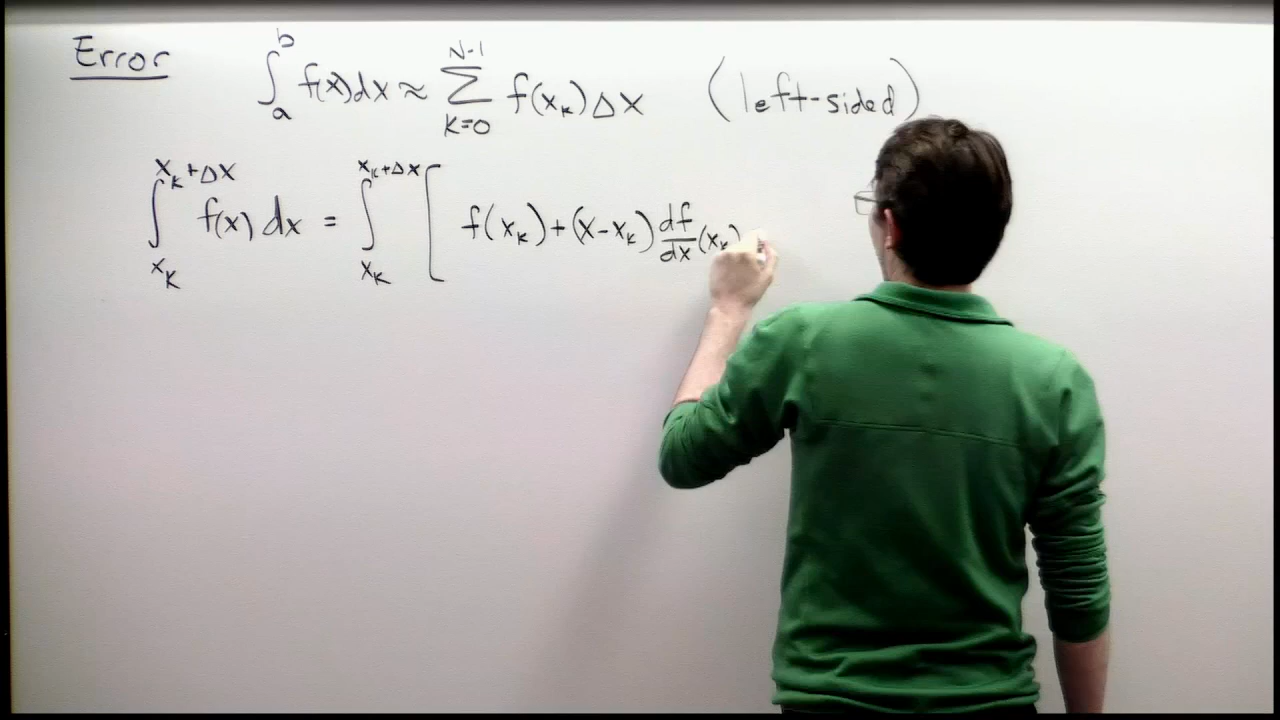 Error ∫_a^b f(x)dx ≈ Σ_{k=0}^{N-1} f(x_k)Δx (left-sided)
∫_{x_k}^{x_k+Δx} f(x) dx = ∫_{x_k}^{x_k+Δx} [ f(x_k)+(x-x_k) df/dx (x_k)